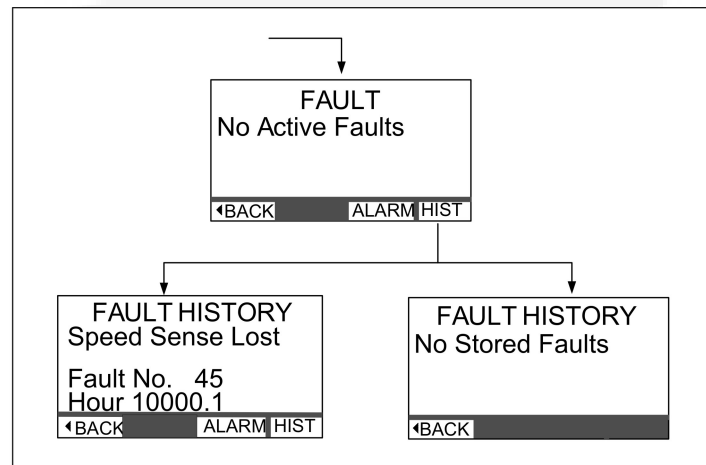 FAULT
No Active Faults
◂BACK ALARM HIST
FAULT HISTORY
Speed Sense Lost
Fault No. 45
Hour 10000.1
◂BACK ALARM HIST
FAULT HISTORY
No Stored Faults
◂BACK